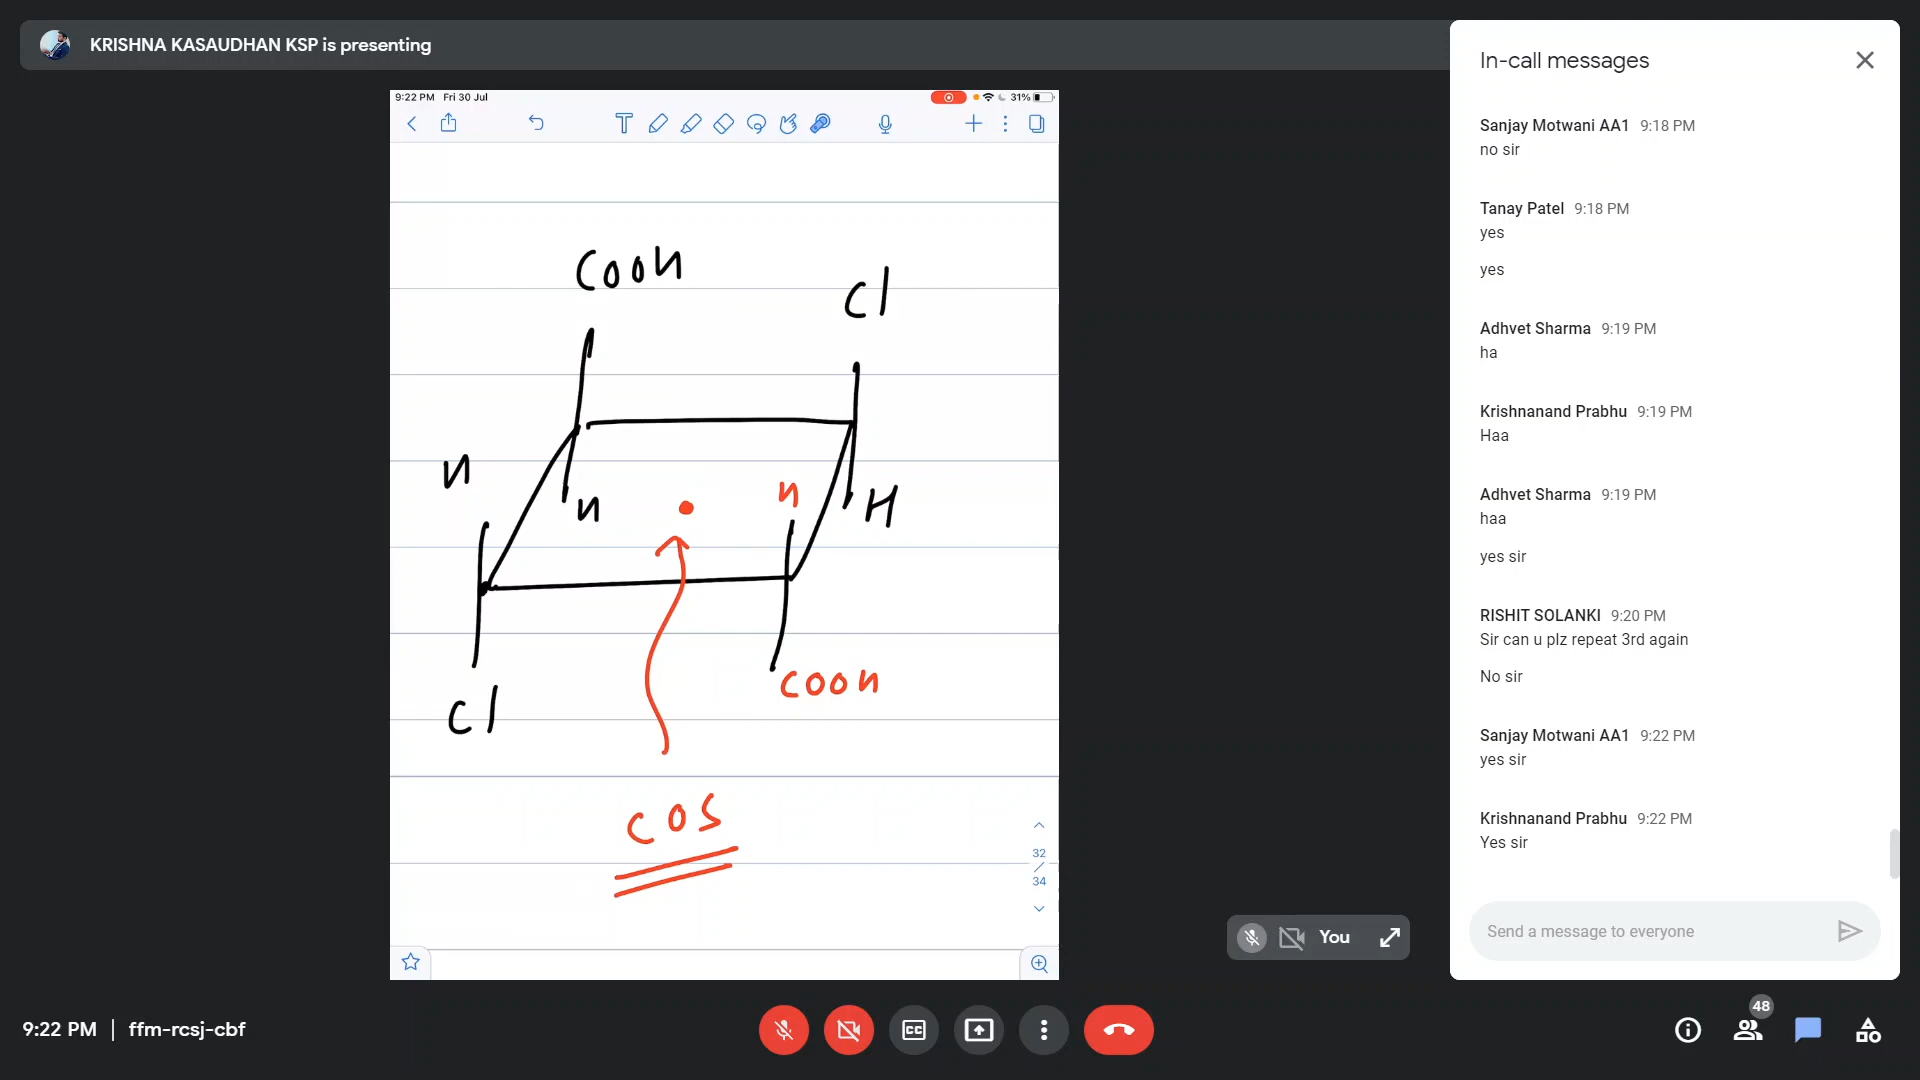 KRISHNA KASAUDHAN KSP is presenting
9:22 PM Fri 30 Jul
31%
COOH
Cl
H
H
H
H
Cl
COOH
COS
32
34
You
In-call messages
Sanjay Motwani AA1 9:18 PM
no sir
Tanay Patel 9:18 PM
yes
yes
Adhvet Sharma 9:19 PM
ha
Krishnanand Prabhu 9:19 PM
Haa
Adhvet Sharma 9:19 PM
haa
yes sir
RISHIT SOLANKI 9:20 PM
Sir can u plz repeat 3rd again
No sir
Sanjay Motwani AA1 9:22 PM
yes sir
Krishnanand Prabhu 9:22 PM
Yes sir
Send a message to everyone
9:22 PM | ffm-rcsj-cbf
CC
48